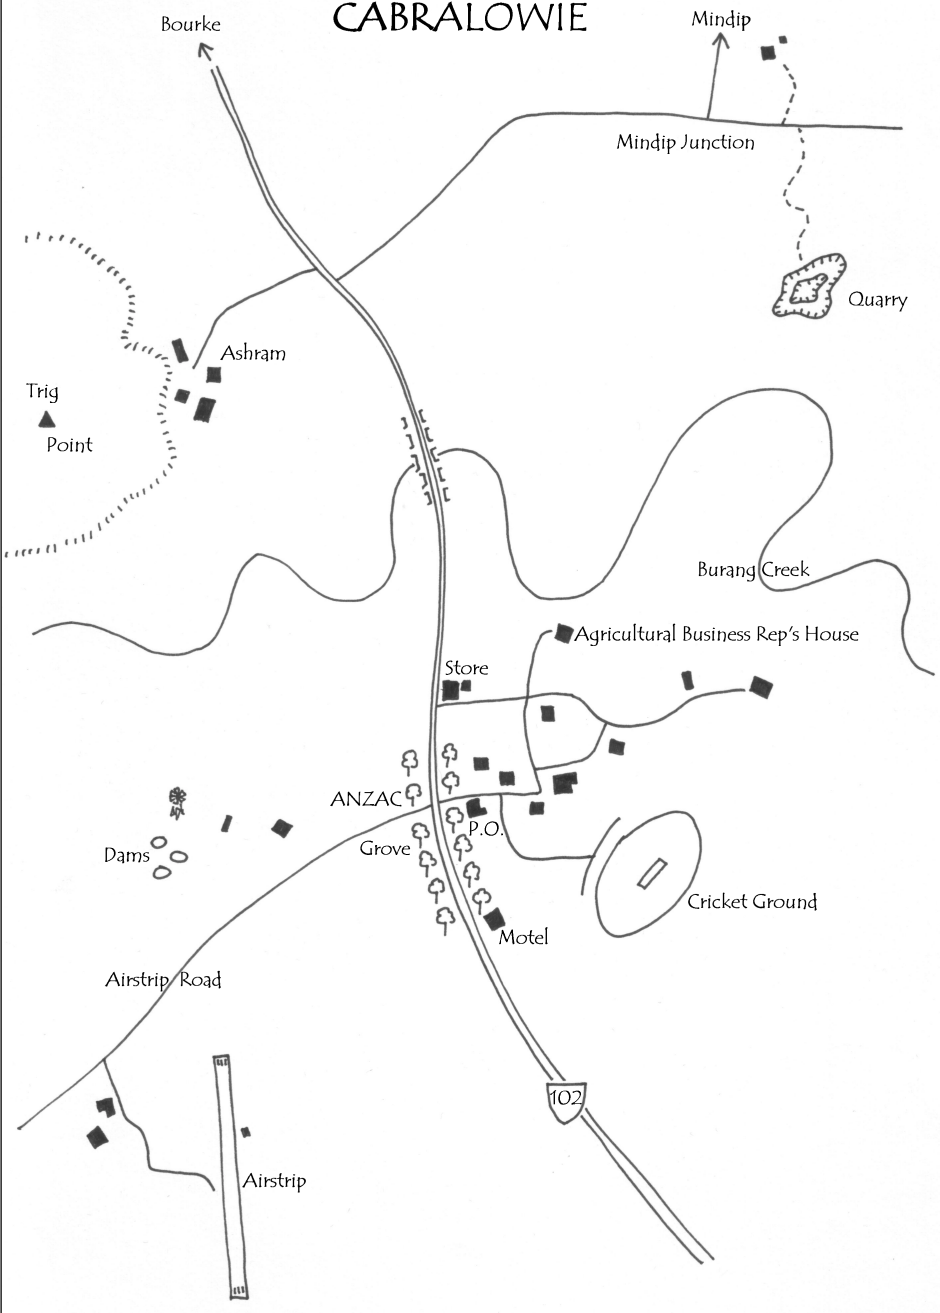 CABRALOWIE
Bourke
Mindip
Mindip Junction
Quarry
Ashram
Trig
Point
Burang Creek
Agricultural Business Rep's House
Store
ANZAC
P.O.
Grove
Dams
Cricket Ground
Motel
Airstrip Road
102
Airstrip